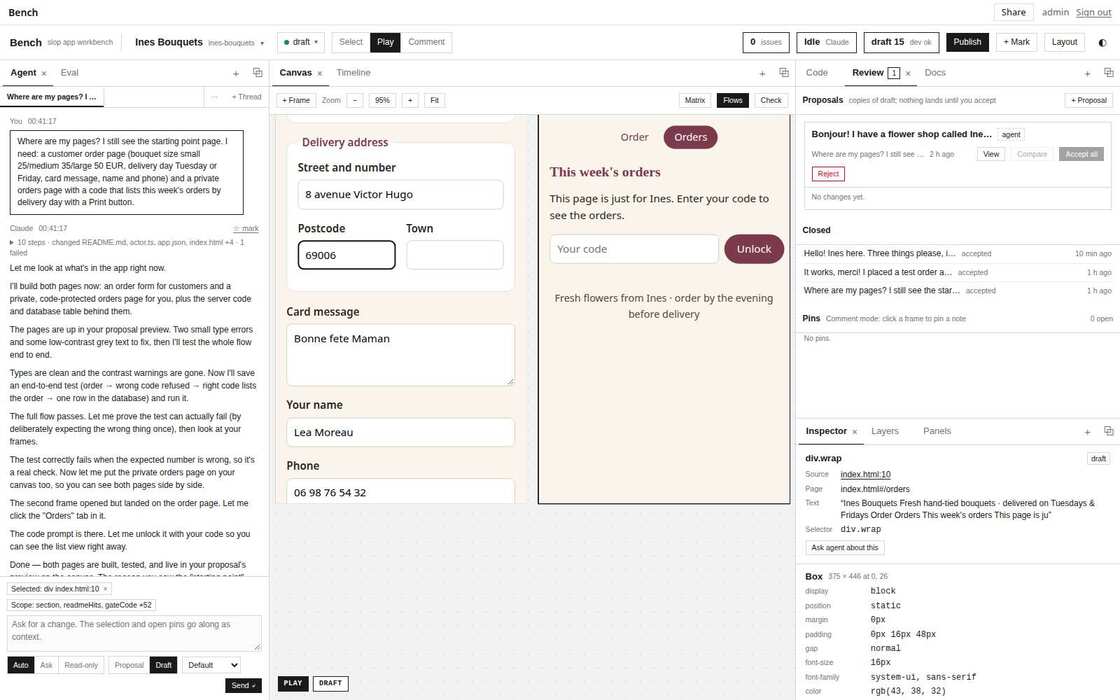 Bench
Share admin Sign out
Bench slop app workbench Ines Bouquets ines-bouquets ▾ draft ▾ Select Play Comment 0 issues Idle Claude draft 15 dev ok Publish + Mark Layout
Agent × Eval +
Where are my pages? I … ··· + Thread
You 00:41:17
Where are my pages? I still see the starting point page. I
need: a customer order page (bouquet size small
25/medium 35/large 50 EUR, delivery day Tuesday or
Friday, card message, name and phone) and a private
orders page with a code that lists this week's orders by
delivery day with a Print button.
Claude 00:41:17 ☆ mark
▸ 10 steps · changed README.md, actor.ts, app.json, index.html +4 · 1
failed
Let me look at what's in the app right now.
I'll build both pages now: an order form for customers and a
private, code-protected orders page for you, plus the server code
and database table behind them.
The pages are up in your proposal preview. Two small type errors
and some low-contrast grey text to fix, then I'll test the whole flow
end to end.
Types are clean and the contrast warnings are gone. Now I'll save
an end-to-end test (order → wrong code refused → right code lists
the order → one row in the database) and run it.
The full flow passes. Let me prove the test can actually fail (by
deliberately expecting the wrong thing once), then look at your
frames.
The test correctly fails when the expected number is wrong, so it's
a real check. Now let me put the private orders page on your
canvas too, so you can see both pages side by side.
The second frame opened but landed on the order page. Let me
click the "Orders" tab in it.
The code prompt is there. Let me unlock it with your code so you
can see the list view right away.
Done — both pages are built, tested, and live in your proposal's
Selected: div index.html:10 ×
Scope: section, readmeHits, gateCode +52
Ask for a change. The selection and open pins go along as
context.
Auto Ask Read-only Proposal Draft Default
Send
Canvas × Timeline +
+ Frame Zoom − 95% + Fit Matrix Flows Check
Delivery address
Street and number
8 avenue Victor Hugo
Postcode Town
69006
Card message
Bonne fete Maman
Your name
Lea Moreau
Phone
06 98 76 54 32
Order Orders
This week's orders
This page is just for Ines. Enter your code to
see the orders.
Your code Unlock
Fresh flowers from Ines · order by the evening
before delivery
PLAY DRAFT
Code Review 1 × Docs +
Proposals copies of draft; nothing lands until you accept + Proposal
Bonjour! I have a flower shop called Ine… agent
Where are my pages? I still see … 2 h ago View Compare Accept all
Reject
No changes yet.
Closed
Hello! Ines here. Three things please, i… accepted 10 min ago
It works, merci! I placed a test order a… accepted 1 h ago
Where are my pages? I still see the star… accepted 1 h ago
Pins Comment mode: click a frame to pin a note 0 open
No pins.
Inspector × Layers Panels +
div.wrap draft
Source index.html:10
Page index.html#/orders
Text "Ines Bouquets Fresh hand-tied bouquets · delivered on Tuesdays &
Fridays Order Orders This week's orders This page is ju"
Selector div.wrap
Ask agent about this
Box 375 × 446 at 0, 26
display block
position static
margin 0px
padding 0px 16px 48px
gap normal
font-size 16px
font-family system-ui, sans-serif
color rgb(43, 38, 32)